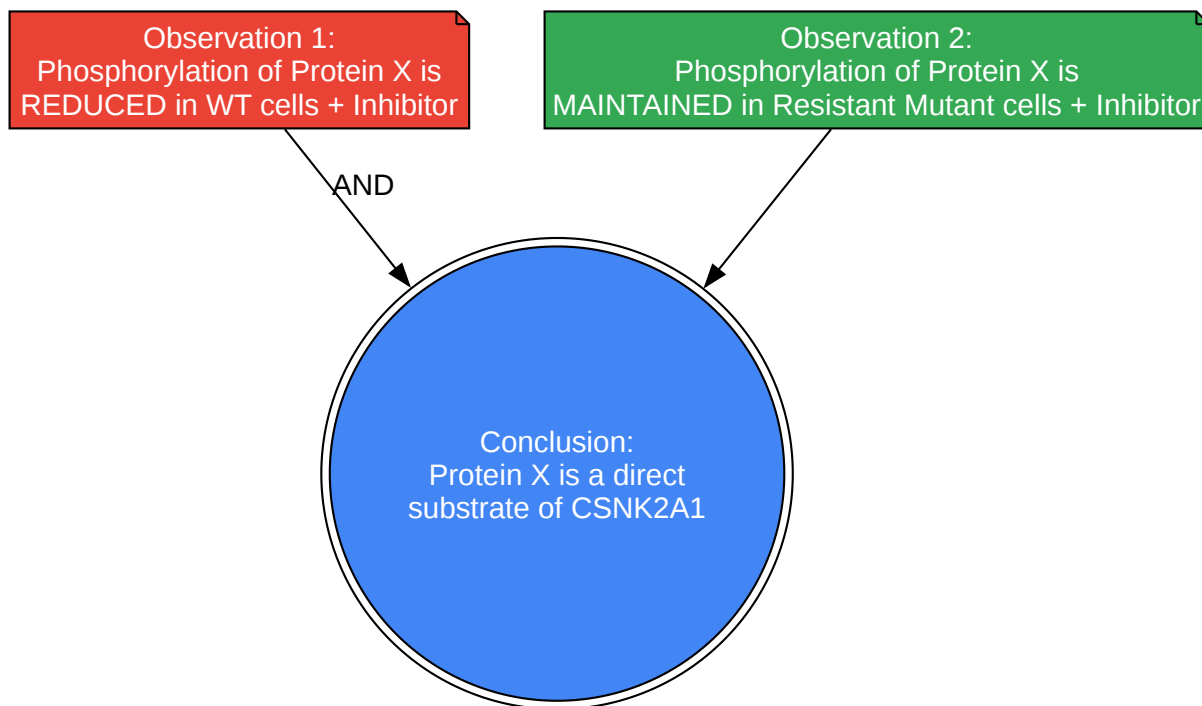 Observation 1:
Phosphorylation of Protein X is
REDUCED in WT cells + Inhibitor
Observation 2:
Phosphorylation of Protein X is
MAINTAINED in Resistant Mutant cells + Inhibitor
AND
Conclusion:
Protein X is a direct
substrate of CSNK2A1